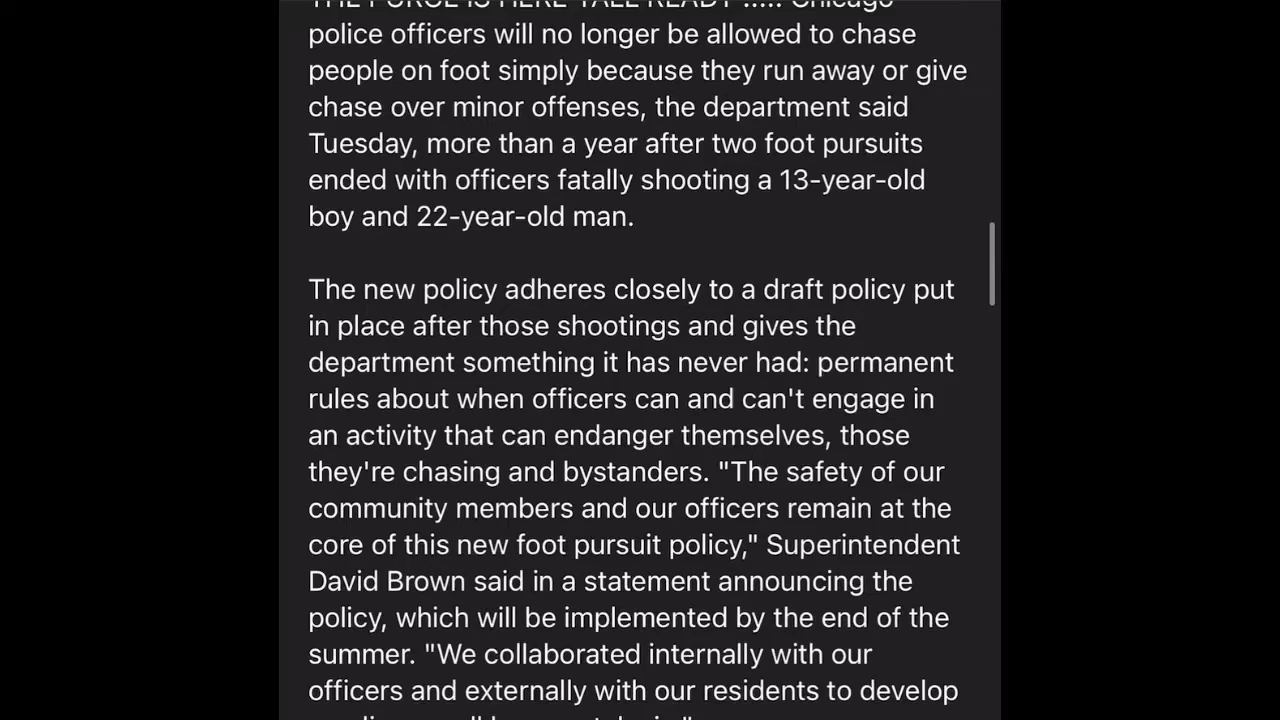 THE PURGE IS HERE YALL READY ..... Chicago
police officers will no longer be allowed to chase
people on foot simply because they run away or give
chase over minor offenses, the department said
Tuesday, more than a year after two foot pursuits
ended with officers fatally shooting a 13-year-old
boy and 22-year-old man.
The new policy adheres closely to a draft policy put
in place after those shootings and gives the
department something it has never had: permanent
rules about when officers can and can't engage in
an activity that can endanger themselves, those
they're chasing and bystanders. "The safety of our
community members and our officers remain at the
core of this new foot pursuit policy," Superintendent
David Brown said in a statement announcing the
policy, which will be implemented by the end of the
summer. "We collaborated internally with our
officers and externally with our residents to develop